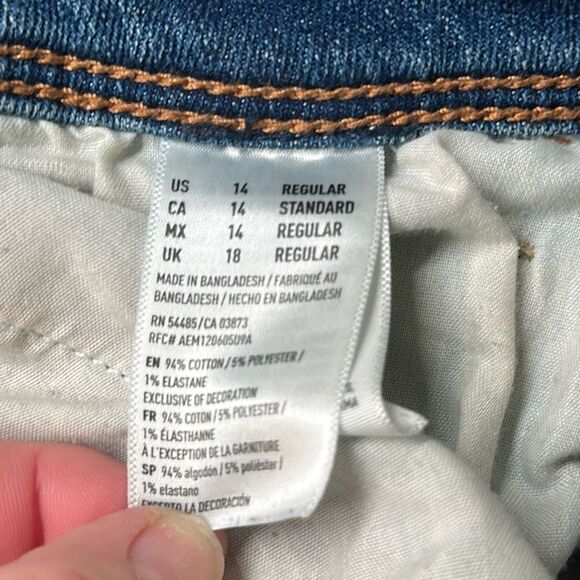 US 14 REGULAR
CA 14 STANDARD
MX 14 REGULAR
UK 18 REGULAR
MADE IN BANGLADESH / FABRIQUÉ AU
BANGLADESH / HECHO EN BANGLADESH
RN 54485/CA 03873
RFC# AEM120605U9A
EN 94% COTTON / 5% POLYESTER /
1% ELASTANE
EXCLUSIVE OF DECORATION
FR 94% COTON / 5% POLYESTER /
1% ÉLASTHANNE
À L'EXCEPTION DE LA GARNITURE
SP 94% algodón / 5% poliéster /
1% elastano
EXCEPTO LA DECORACIÓN